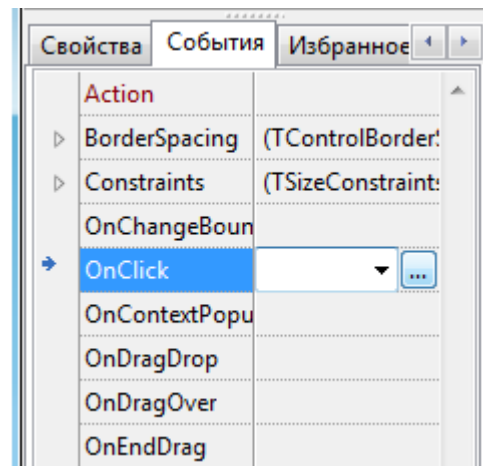 Свойства События Избранное
Action
BorderSpacing (TControlBorder
Constraints (TSizeConstraint
OnChangeBoun
OnClick ...
OnContextPopu
OnDragDrop
OnDragOver
OnEndDrag